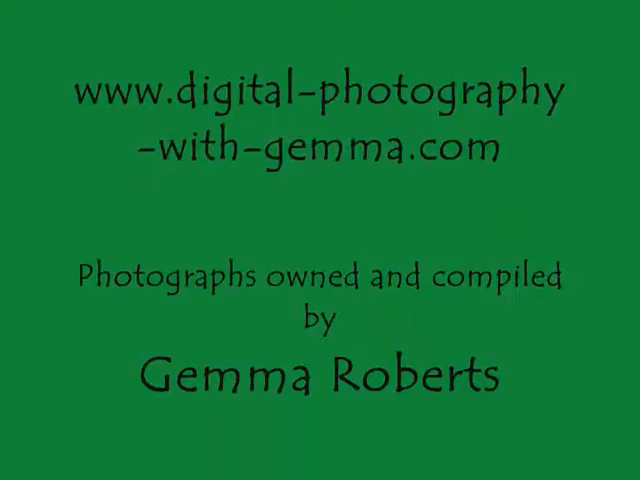 www.digital-photography
-with-gemma.com
Photographs owned and compiled
by
Gemma Roberts